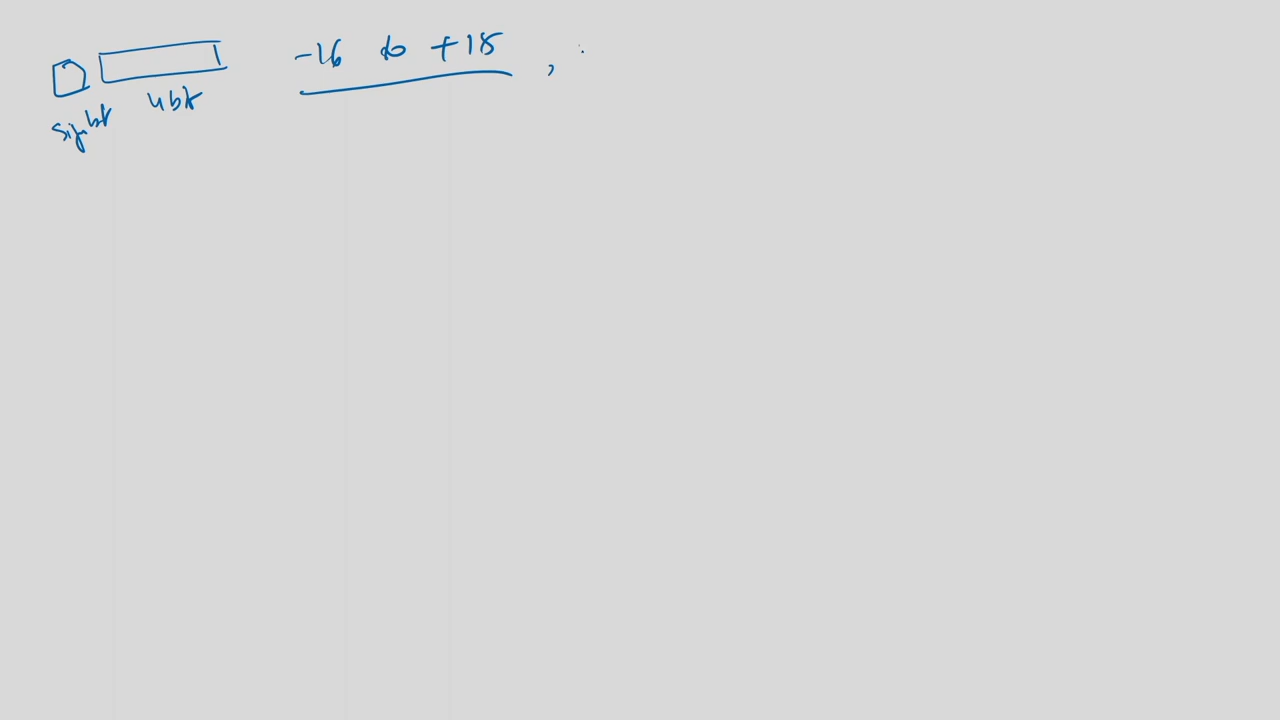 -16 to +15 ,
4 bit
sign bit